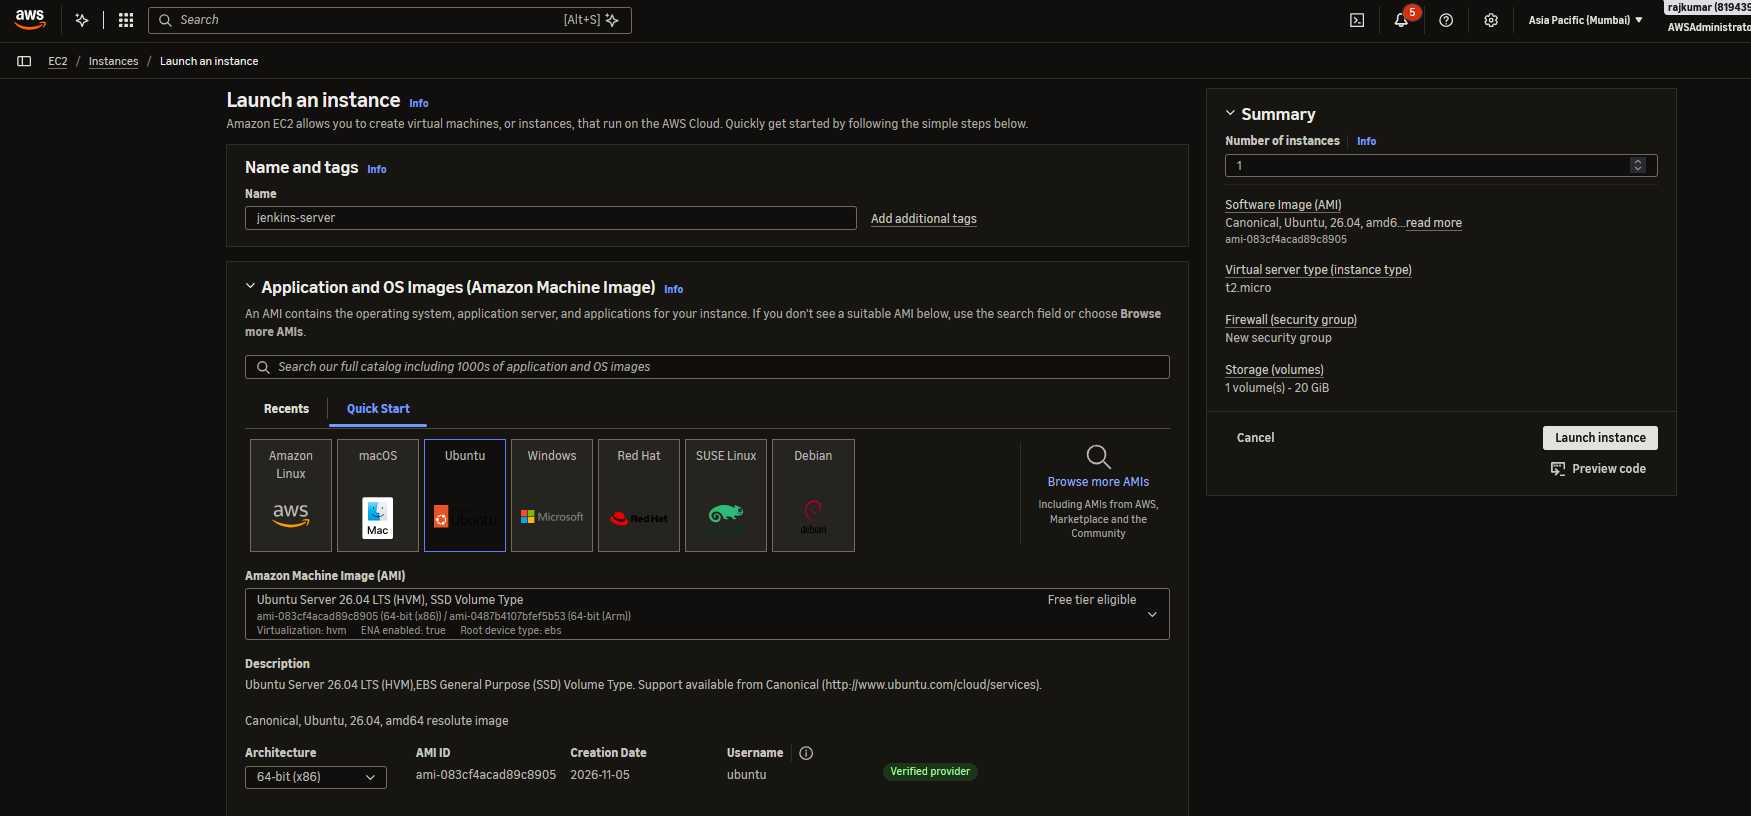 aws
Search [Alt+S]
5
Asia Pacific (Mumbai)
rajkumar (819439
AWSAdministrato
EC2 / Instances / Launch an instance
Launch an instance Info
Amazon EC2 allows you to create virtual machines, or instances, that run on the AWS Cloud. Quickly get started by following the simple steps below.
Name and tags Info
Name
jenkins-server
Add additional tags
Application and OS Images (Amazon Machine Image) Info
An AMI contains the operating system, application server, and applications for your instance. If you don't see a suitable AMI below, use the search field or choose Browse
more AMIs.
Search our full catalog including 1000s of application and OS images
Recents
Quick Start
Amazon
Linux
aws
macOS
Mac
Ubuntu
Ubuntu
Windows
Microsoft
Red Hat
Red Hat
SUSE Linux
Debian
debian
Browse more AMIs
Including AMIs from AWS,
Marketplace and the
Community
Amazon Machine Image (AMI)
Ubuntu Server 26.04 LTS (HVM), SSD Volume Type
Free tier eligible
ami-083cf4acad89c8905 (64-bit (x86)) / ami-0487b4107bfef5b53 (64-bit (Arm))
Virtualization: hvm ENA enabled: true Root device type: ebs
Description
Ubuntu Server 26.04 LTS (HVM),EBS General Purpose (SSD) Volume Type. Support available from Canonical (http://www.ubuntu.com/cloud/services).
Canonical, Ubuntu, 26.04, amd64 resolute image
Architecture
64-bit (x86)
AMI ID
ami-083cf4acad89c8905
Creation Date
2026-11-05
Username
ubuntu
Verified provider
Summary
Number of instances Info
1
Software Image (AMI)
Canonical, Ubuntu, 26.04, amd6...read more
ami-083cf4acad89c8905
Virtual server type (instance type)
t2.micro
Firewall (security group)
New security group
Storage (volumes)
1 volume(s) - 20 GiB
Cancel
Launch instance
Preview code